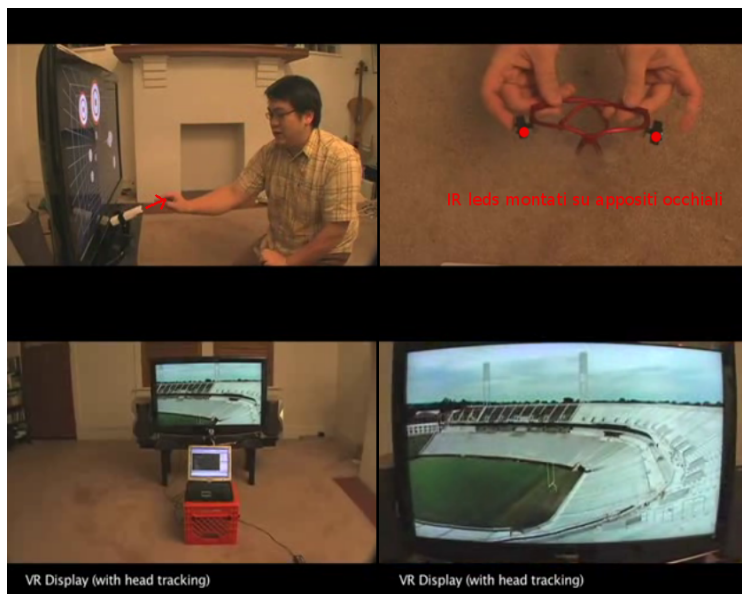 IR leds montati su appositi occhiali
VR Display (with head tracking)
VR Display (with head tracking)